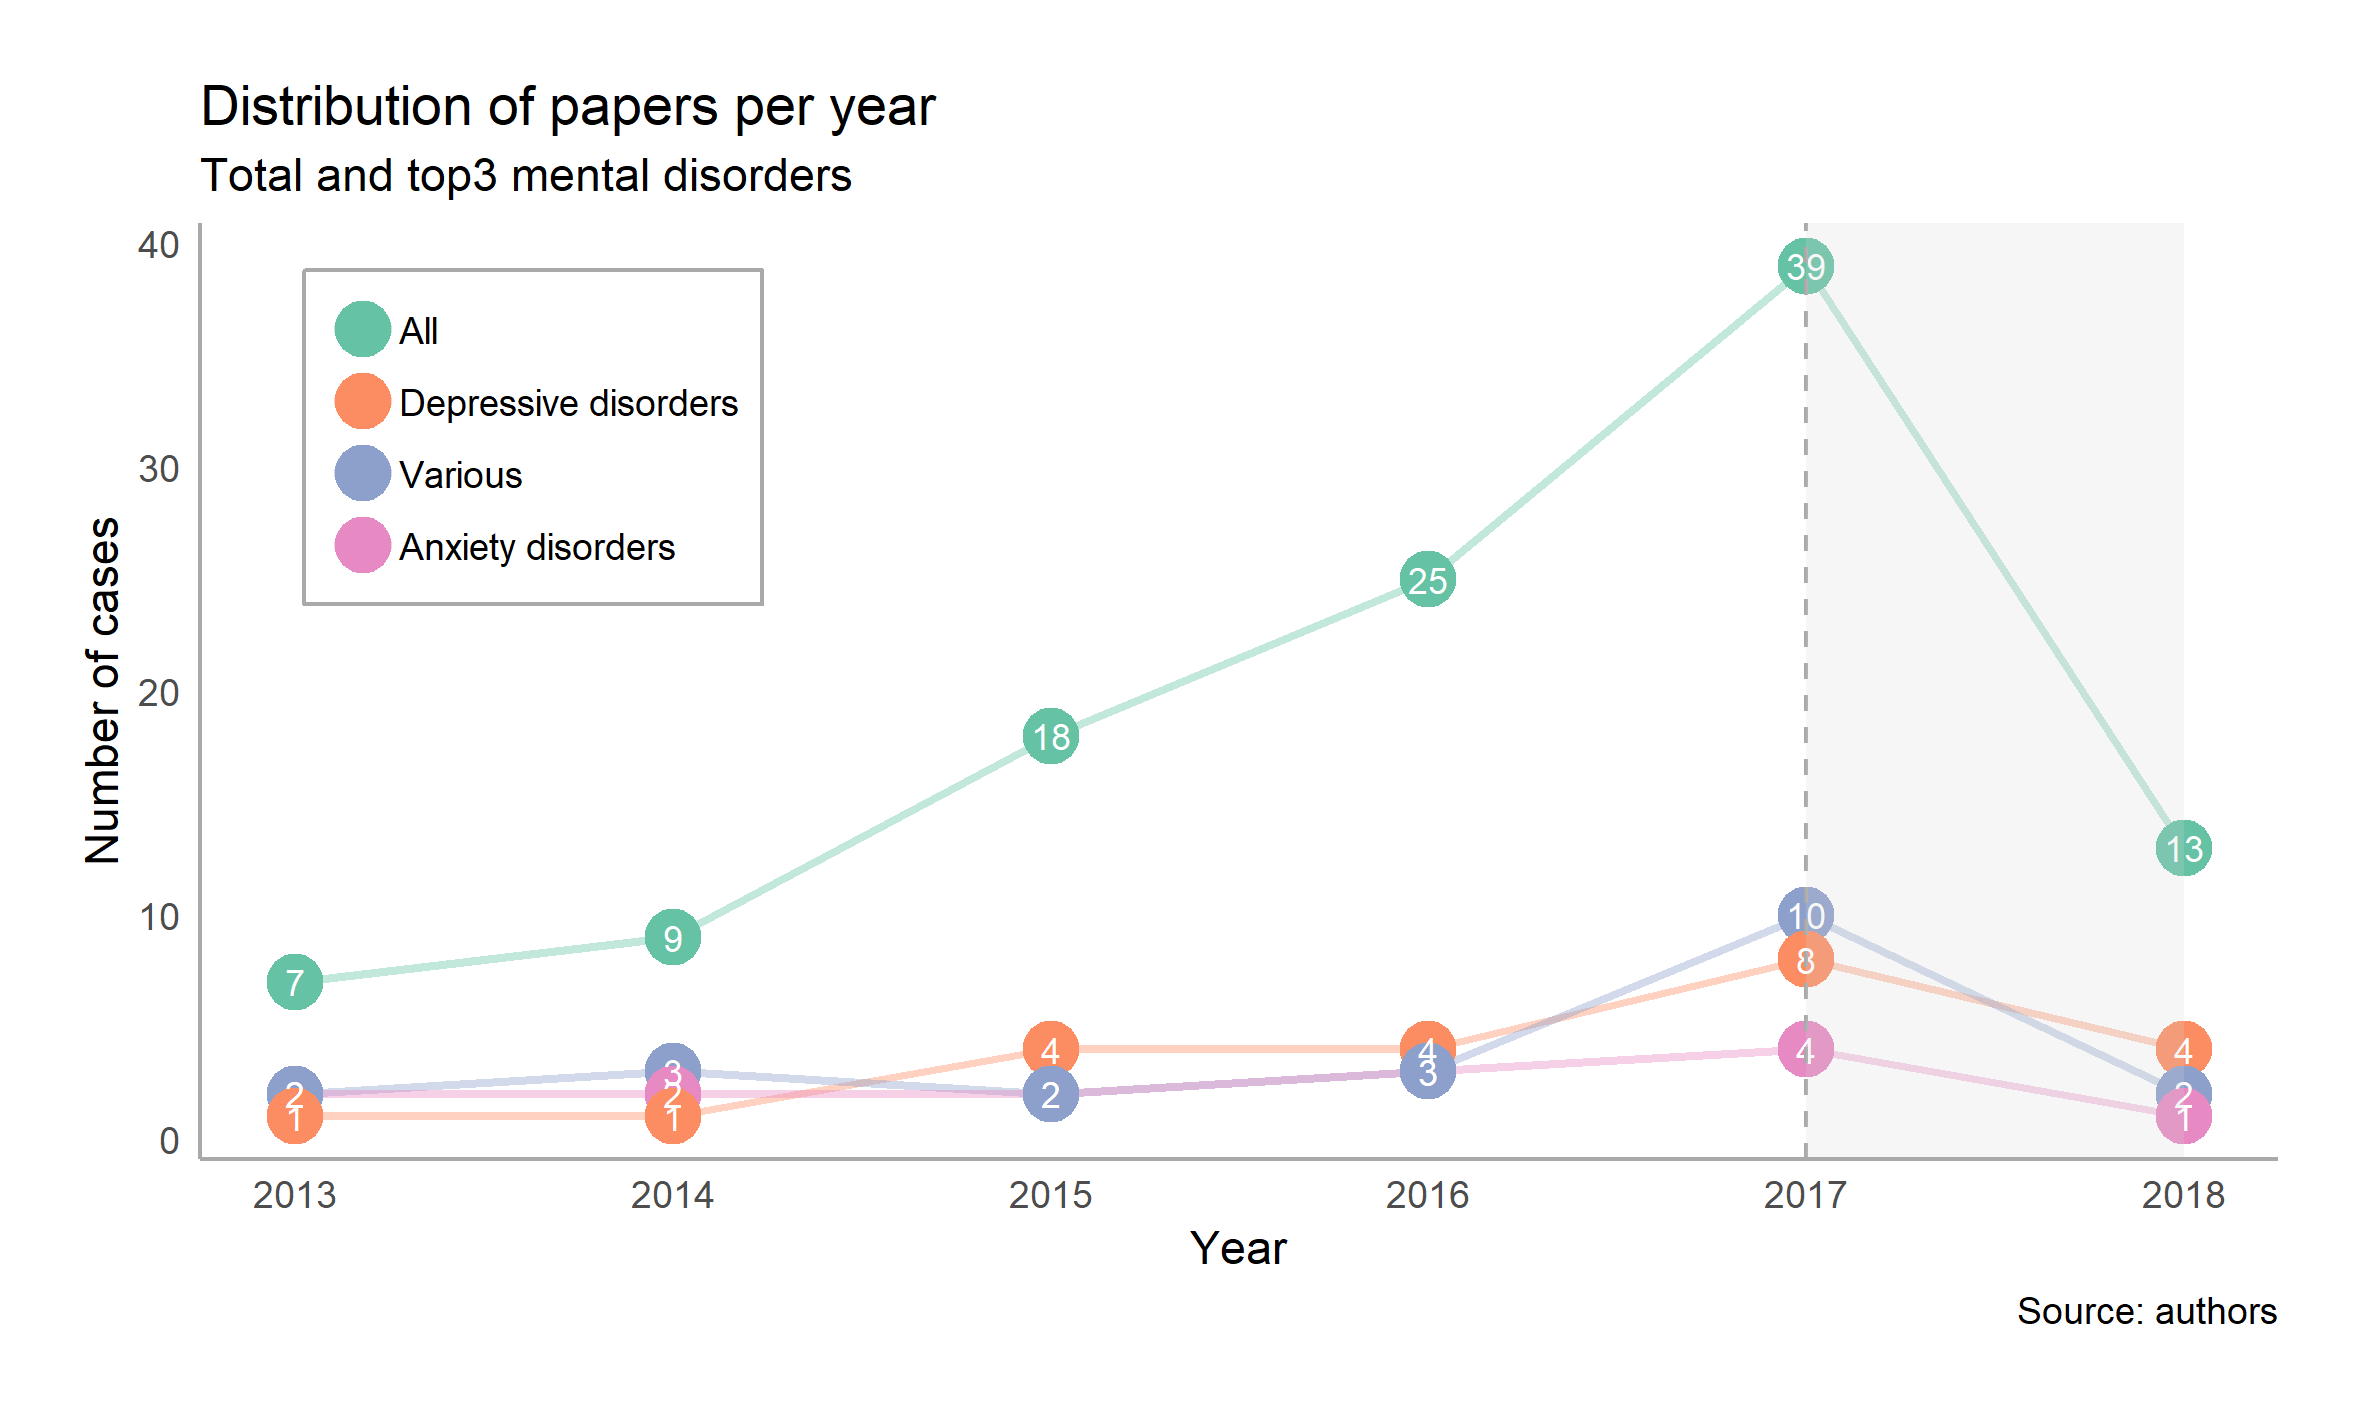 Distribution of papers per year
Total and top3 mental disorders
40
30
20
10
0
Number of cases
All
Depressive disorders
Various
Anxiety disorders
7
9
18
25
39
13
2
1
3
2
1
4
2
4
3
10
8
4
4
2
1
2013 2014 2015 2016 2017 2018
Year
Source: authors